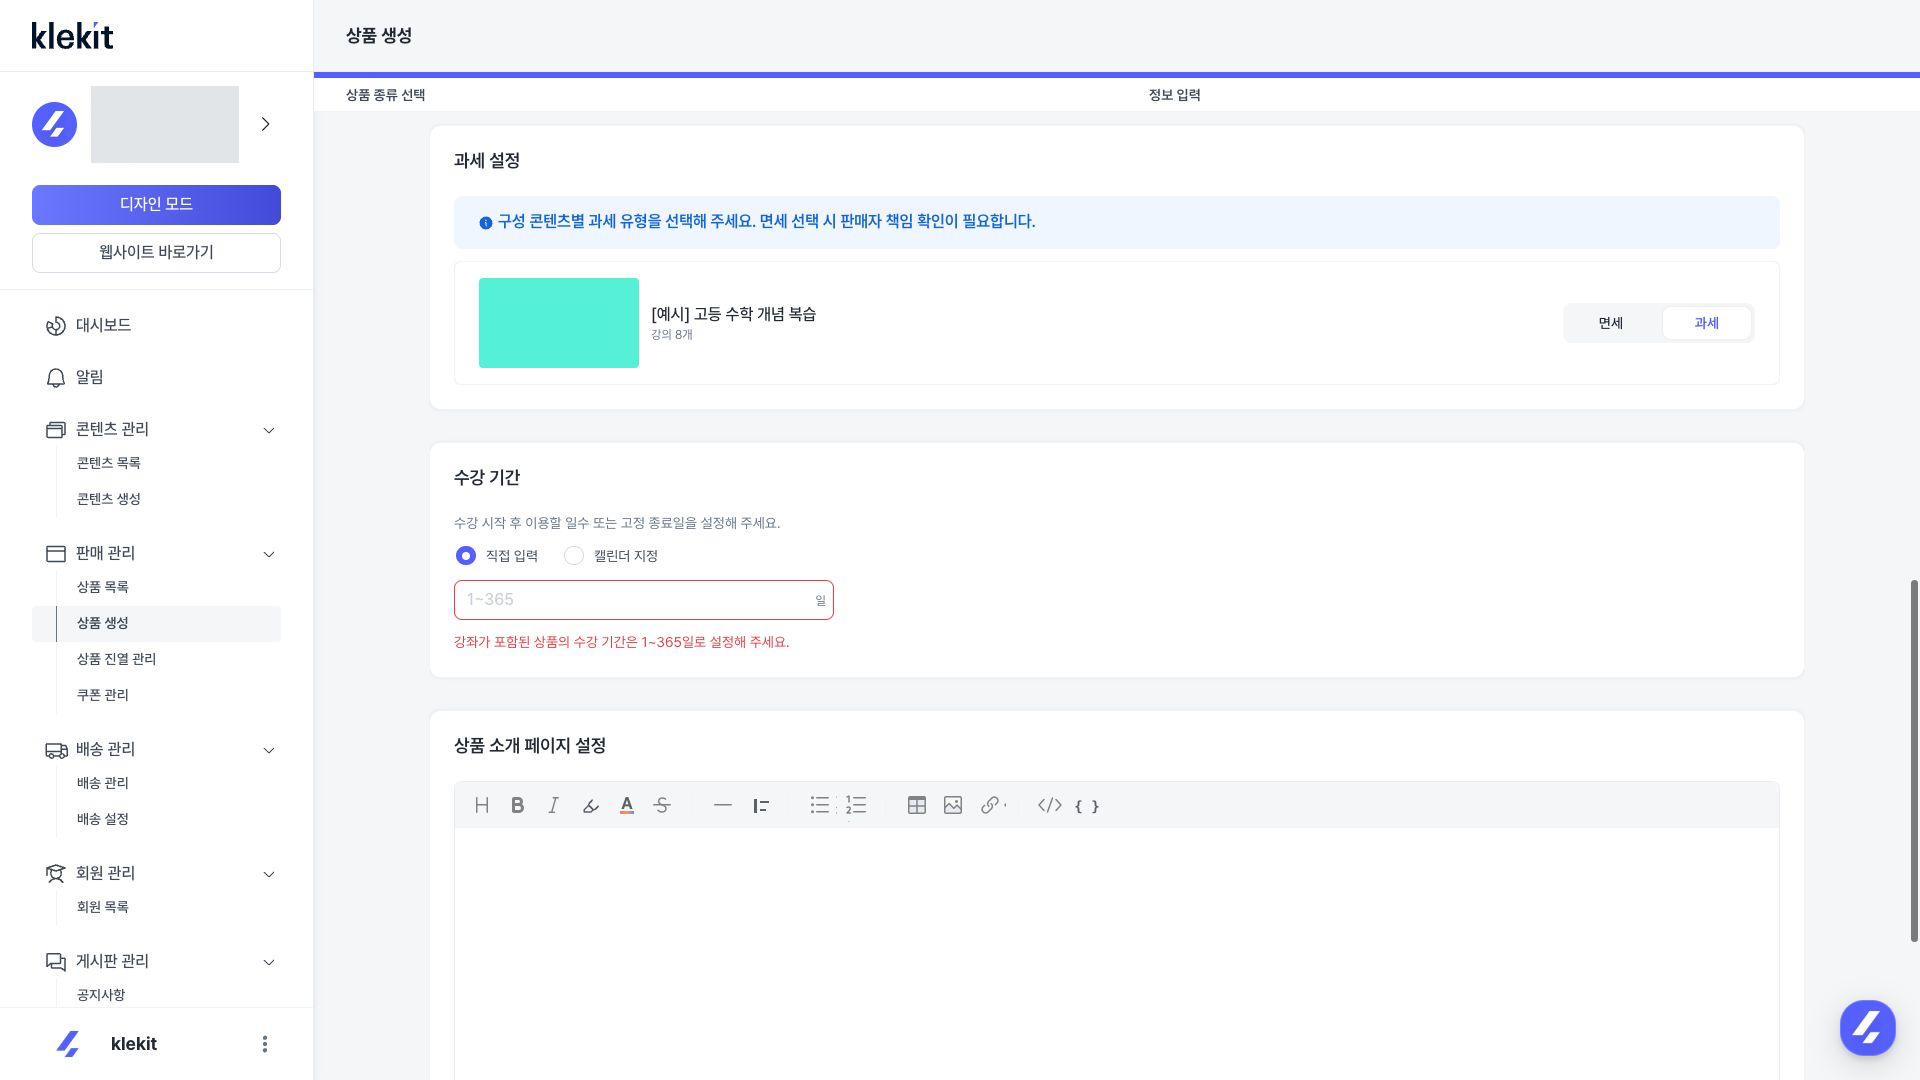 klekit
디자인 모드
웹사이트 바로가기
대시보드
알림
콘텐츠 관리
콘텐츠 목록
콘텐츠 생성
판매 관리
상품 목록
상품 생성
상품 진열 관리
쿠폰 관리
배송 관리
배송 관리
배송 설정
회원 관리
회원 목록
게시판 관리
공지사항
klekit
상품 생성
상품 종류 선택
정보 입력
과세 설정
구성 콘텐츠별 과세 유형을 선택해 주세요. 면세 선택 시 판매자 책임 확인이 필요합니다.
[예시] 고등 수학 개념 복습
강의 8개
면세
과세
수강 기간
수강 시작 후 이용할 일수 또는 고정 종료일을 설정해 주세요.
직접 입력
캘린더 지정
1~365
일
강좌가 포함된 상품의 수강 기간은 1~365일로 설정해 주세요.
상품 소개 페이지 설정